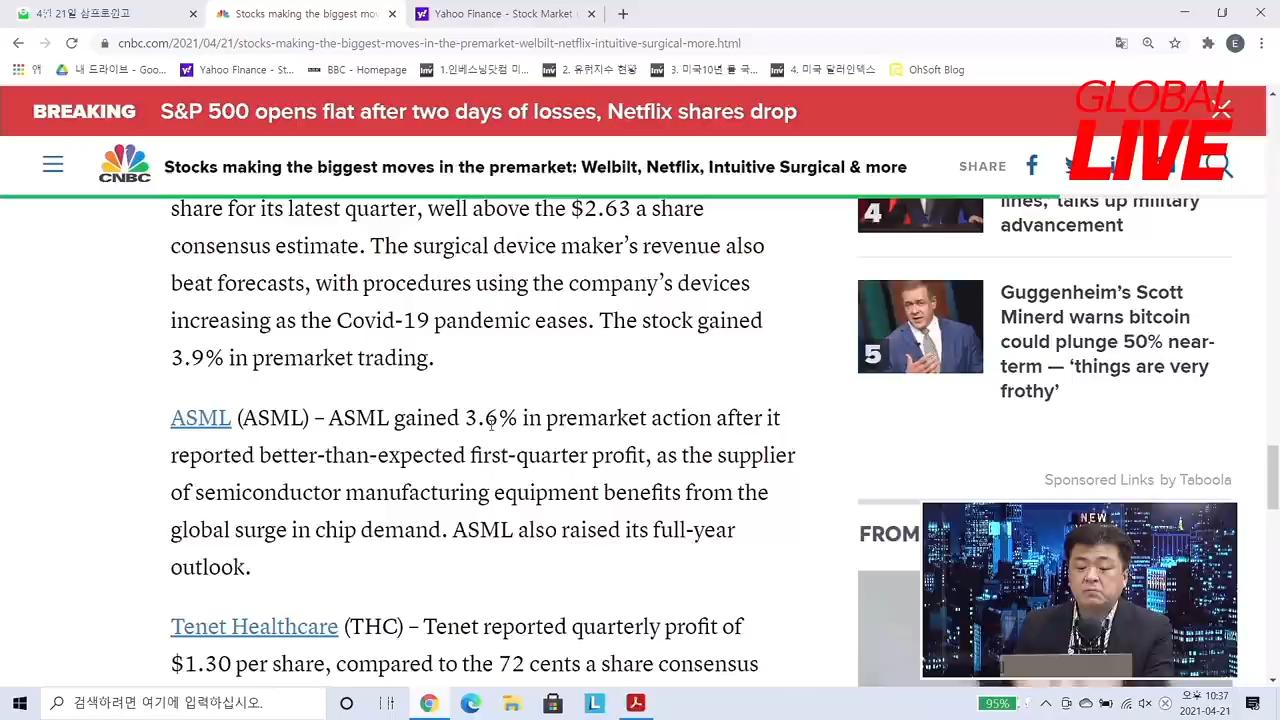 4월 21일 삼프로원고
Stocks making the biggest mov
Yahoo Finance - Stock Market
cnbc.com/2021/04/21/stocks-making-the-biggest-moves-in-the-premarket-welbilt-netflix-intuitive-surgical-more.html
E
앱
내 드라이브 - Goo...
Yahoo FInance - St...
BBC - Homepage
1.인베스팅닷컴 미...
2. 유럽지수 현황
3. 미국10년 물 국...
4. 미국 달러인덱스
OhSoft Blog
BREAKING S&P 500 opens flat after two days of losses, Netflix shares drop
GLOBAL
LIVE
CNBC
Stocks making the biggest moves in the premarket: Welbilt, Netflix, Intuitive Surgical & more
SHARE
share for its latest quarter, well above the $2.63 a share
consensus estimate. The surgical device maker's revenue also
beat forecasts, with procedures using the company's devices
increasing as the Covid-19 pandemic eases. The stock gained
3.9% in premarket trading.
ASML (ASML) – ASML gained 3.6% in premarket action after it
reported better-than-expected first-quarter profit, as the supplier
of semiconductor manufacturing equipment benefits from the
global surge in chip demand. ASML also raised its full-year
outlook.
Tenet Healthcare (THC) – Tenet reported quarterly profit of
$1.30 per share, compared to the 72 cents a share consensus
4
lines,' talks up military
advancement
5
Guggenheim's Scott
Minerd warns bitcoin
could plunge 50% near-
term — 'things are very
frothy'
Sponsored Links by Taboola
FROM
NEW
검색하려면 여기에 입력하십시오.
95%
오후 10:37
2021-04-21